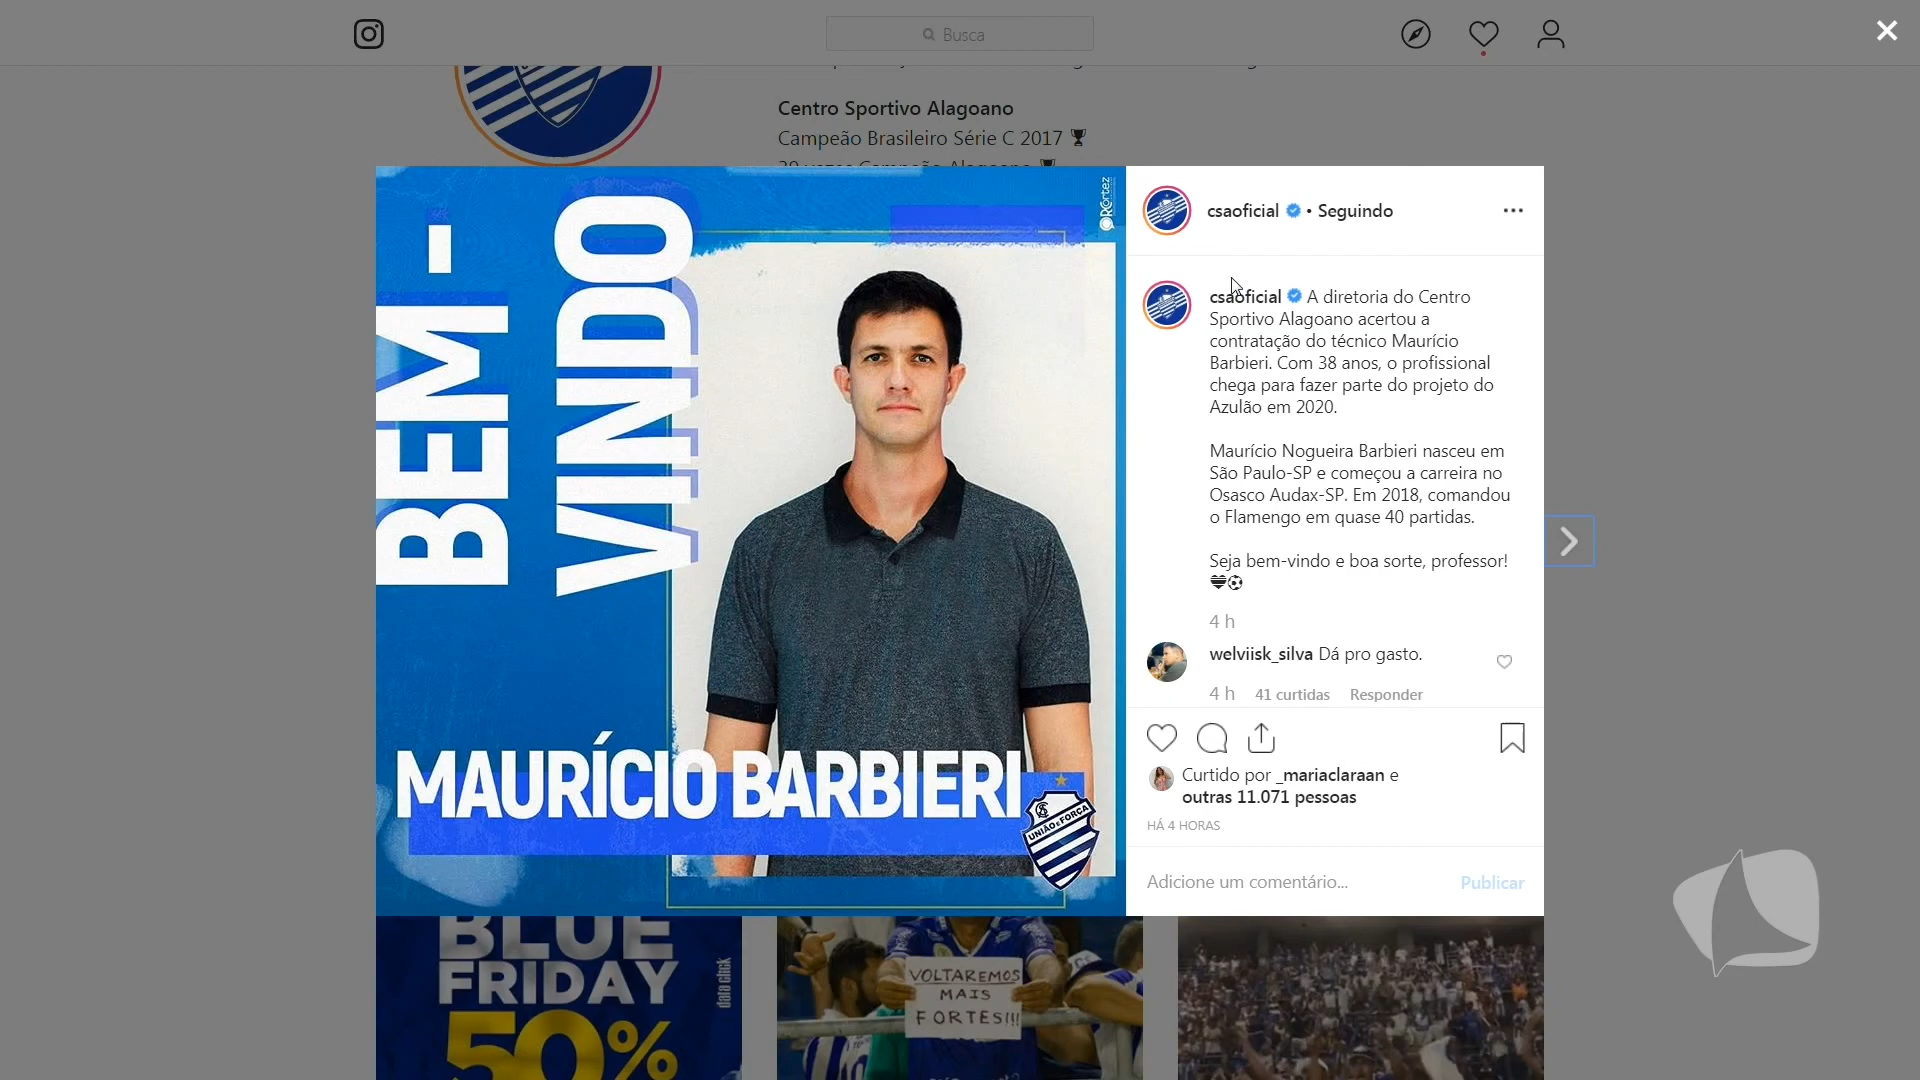 Busca
Centro Sportivo Alagoano
Campeão Brasileiro Série C 2017
BEM -
VINDO
MAURÍCIO BARBIERI
UNIÃO E FORÇA
csaoficial • Seguindo
csaoficial A diretoria do Centro
Sportivo Alagoano acertou a
contratação do técnico Maurício
Barbieri. Com 38 anos, o profissional
chega para fazer parte do projeto do
Azulão em 2020.
Maurício Nogueira Barbieri nasceu em
São Paulo-SP e começou a carreira no
Osasco Audax-SP. Em 2018, comandou
o Flamengo em quase 40 partidas.
Seja bem-vindo e boa sorte, professor!
4 h
welviisk_silva Dá pro gasto.
4 h 41 curtidas Responder
Curtido por _mariaclaraan e
outras 11.071 pessoas
HÁ 4 HORAS
Adicione um comentário... Publicar
BLUE
FRIDAY
50%
data click
VOLTAREMOS
MAIS
FORTES!!!